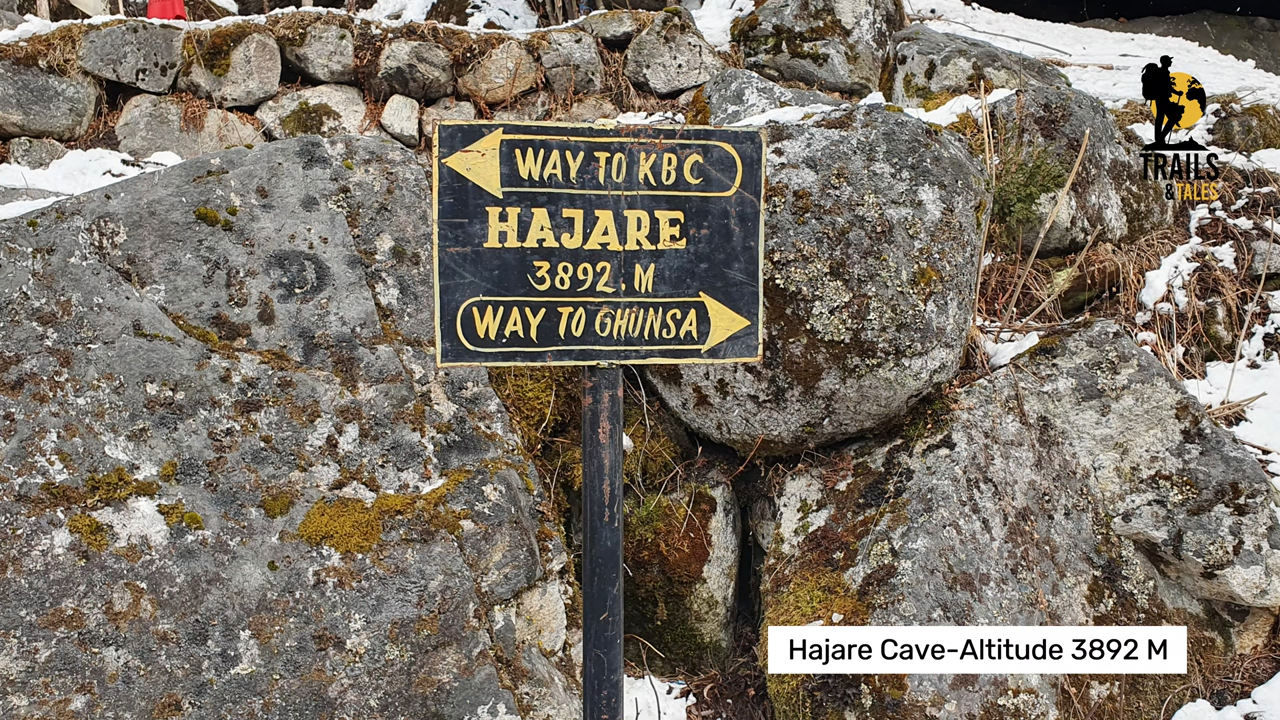 WAY TO KBC
HAJARE
3892.M
WAY TO GHUNSA
TRAILS
& TALES
Hajare Cave-Altitude 3892 M